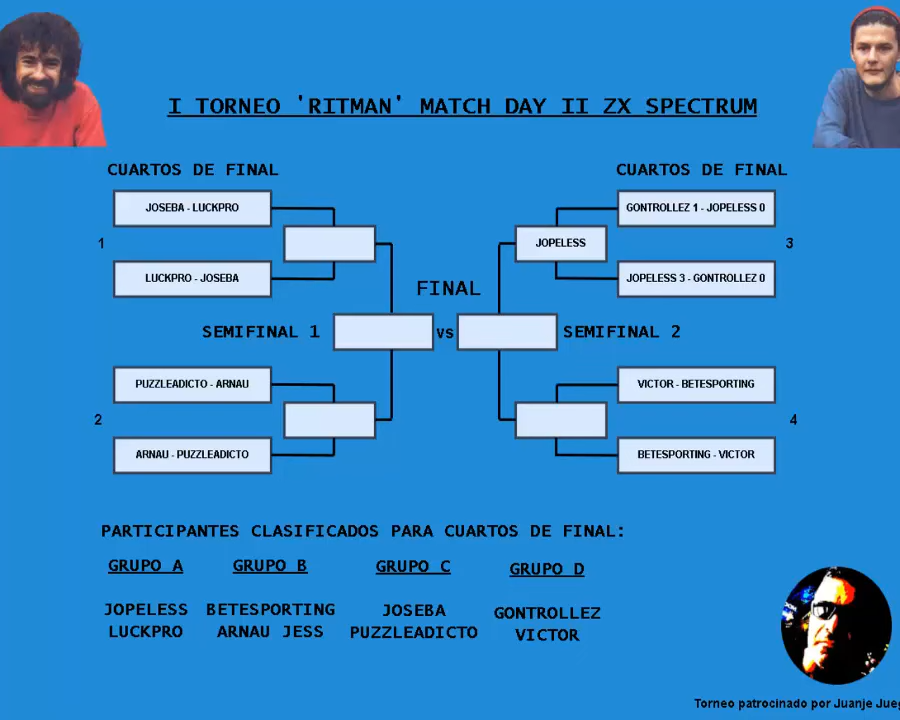 I TORNEO 'RITMAN' MATCH DAY II ZX SPECTRUM
CUARTOS DE FINAL
CUARTOS DE FINAL
JOSEBA - LUCKPRO
GONTROLLEZ 1 - JOPELESS 0
1
JOPELESS
3
LUCKPRO - JOSEBA
JOPELESS 3 - GONTROLLEZ 0
FINAL
SEMIFINAL 1
VS
SEMIFINAL 2
PUZZLEADICTO - ARNAU
VICTOR - BETESPORTING
2
4
ARNAU - PUZZLEADICTO
BETESPORTING - VICTOR
PARTICIPANTES CLASIFICADOS PARA CUARTOS DE FINAL:
GRUPO A
GRUPO B
GRUPO C
GRUPO D
JOPELESS
BETESPORTING
JOSEBA
GONTROLLEZ
LUCKPRO
ARNAU JESS
PUZZLEADICTO
VICTOR
Torneo patrocinado por Juanje Jueg